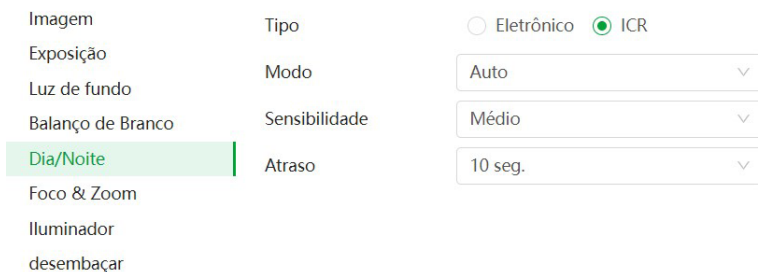 Imagem
Exposição
Luz de fundo
Balanço de Branco
Dia/Noite
Foco & Zoom
Iluminador
desembaçar
Tipo Eletrônico ICR
Modo Auto
Sensibilidade Médio
Atraso 10 seg.